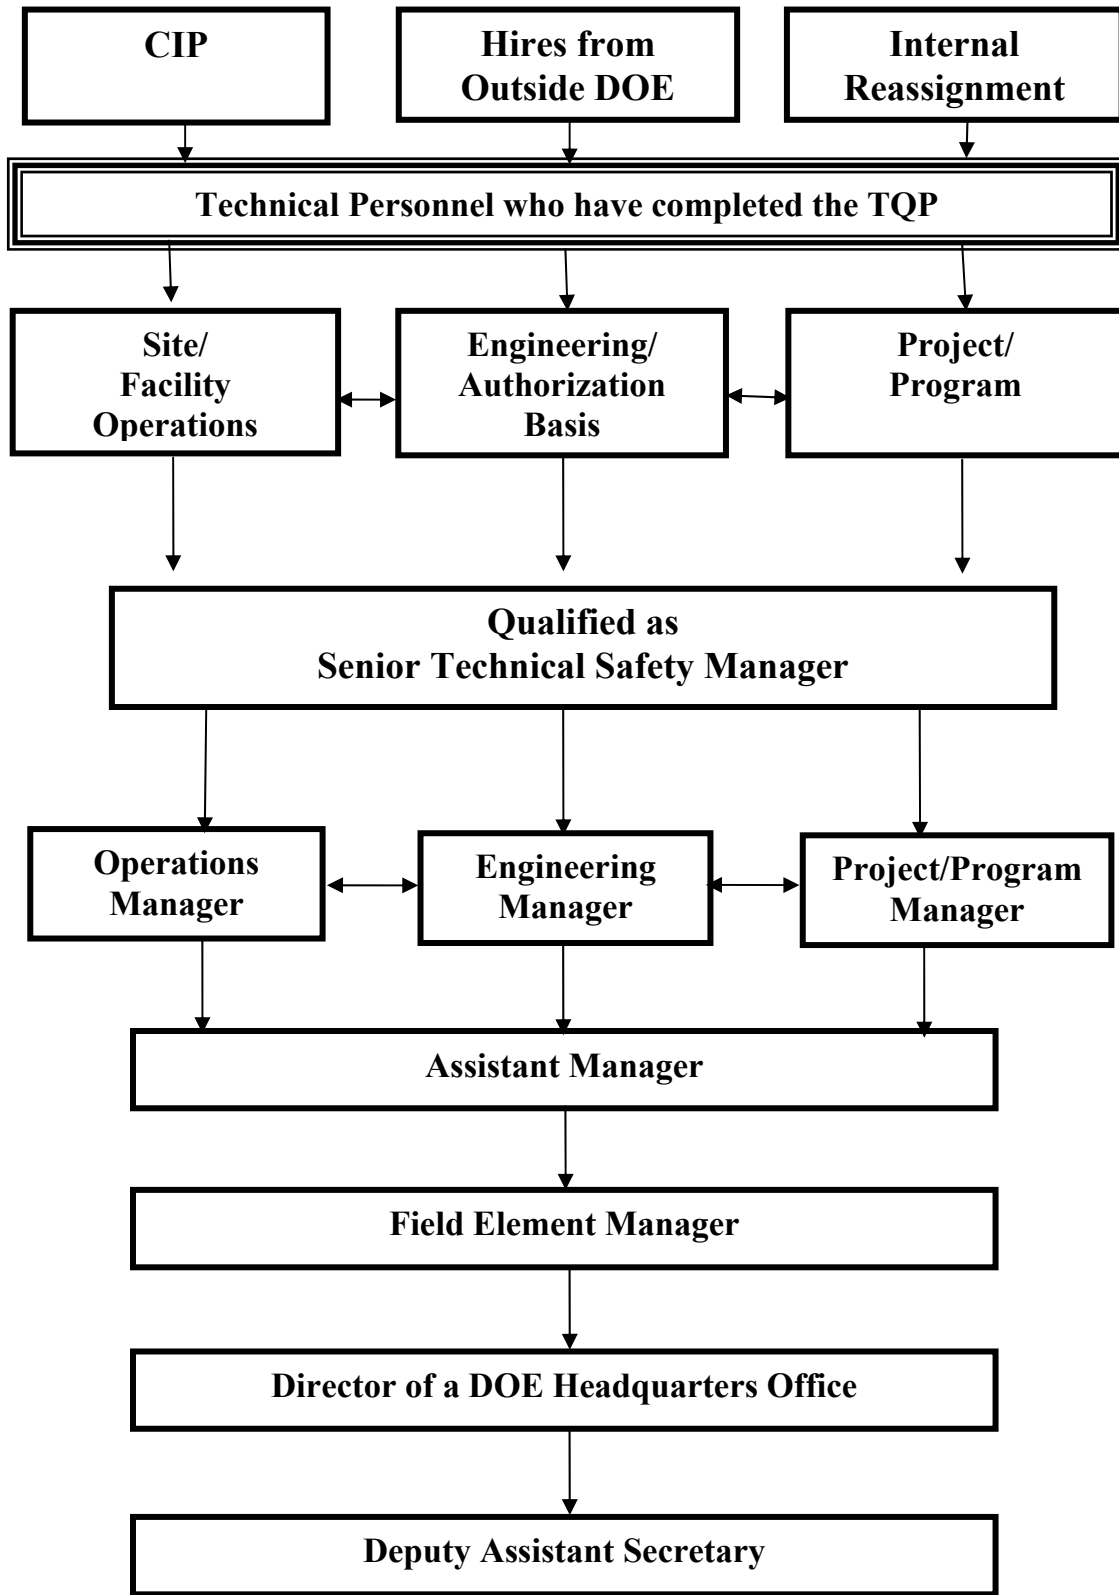 CIP
Hires from
Outside DOE
Internal
Reassignment
Technical Personnel who have completed the TQP
Site/
Facility
Operations
Engineering/
Authorization
Basis
Project/
Program
Qualified as
Senior Technical Safety Manager
Operations
Manager
Engineering
Manager
Project/Program
Manager
Assistant Manager
Field Element Manager
Director of a DOE Headquarters Office
Deputy Assistant Secretary